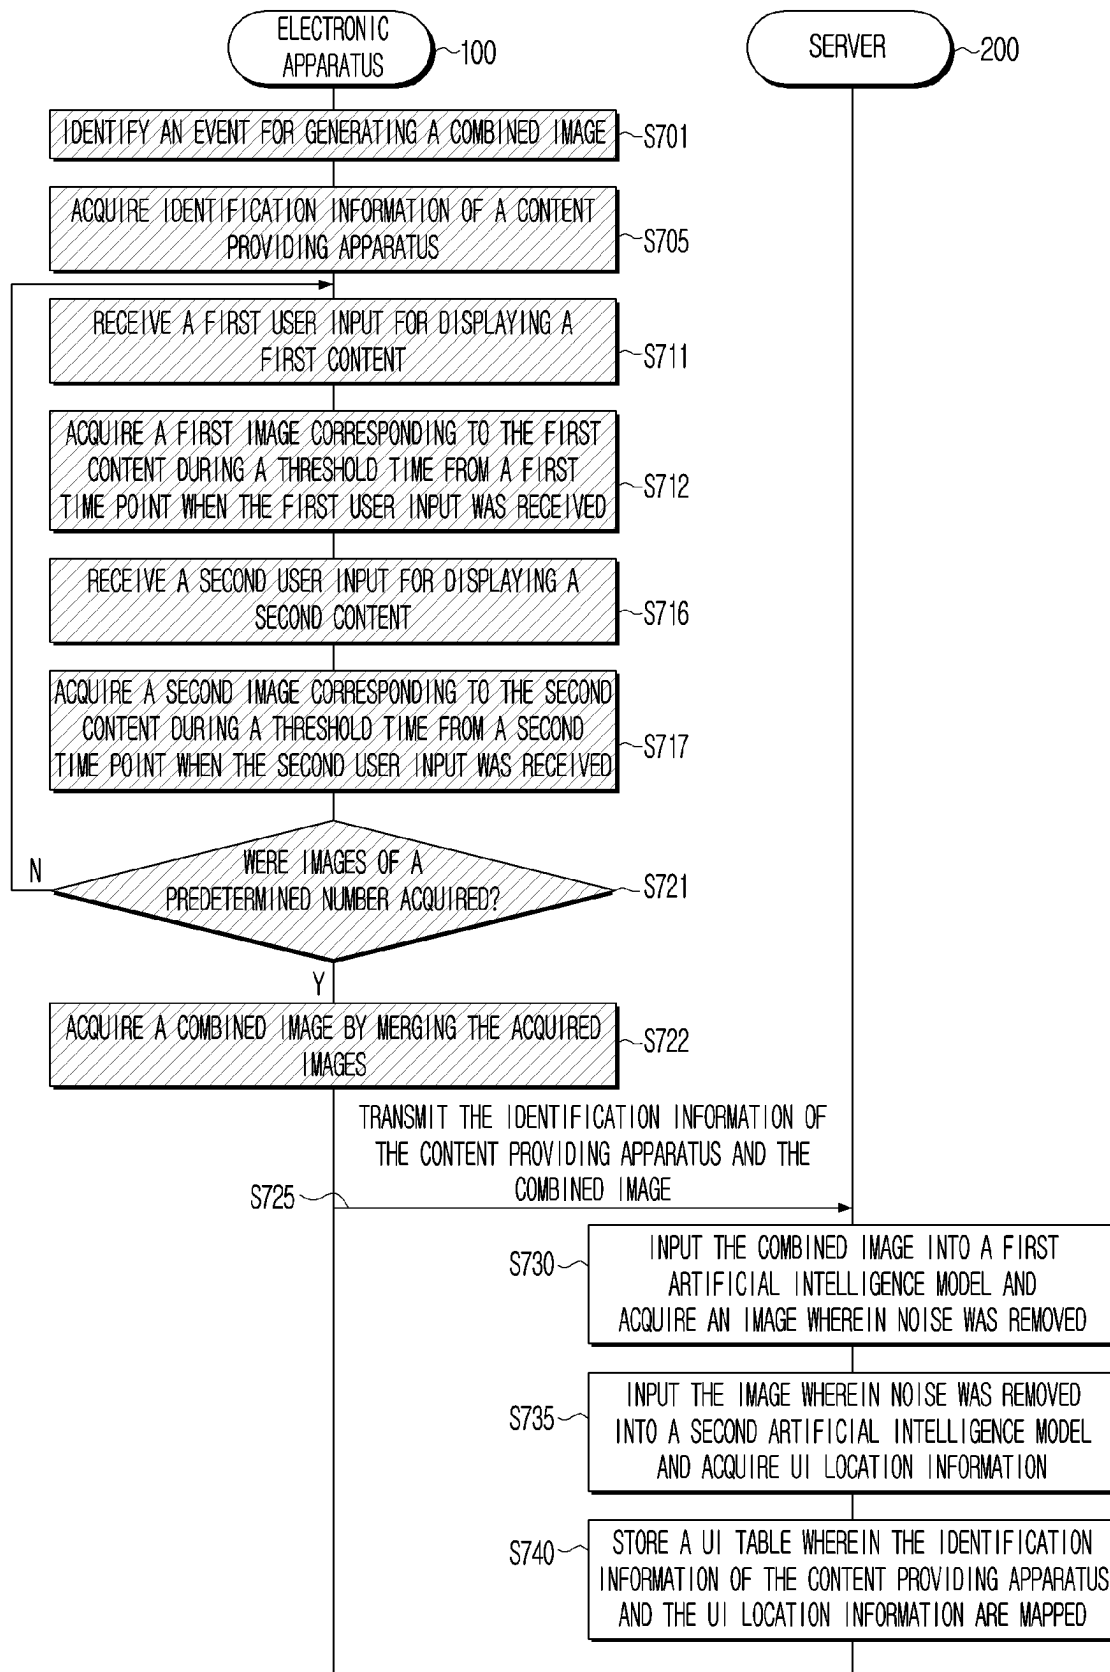 ELECTRONIC
APPARATUS
100
SERVER
200
IDENTIFY AN EVENT FOR GENERATING A COMBINED IMAGE
S701
ACQUIRE IDENTIFICATION INFORMATION OF A CONTENT
PROVIDING APPARATUS
S705
RECEIVE A FIRST USER INPUT FOR DISPLAYING A
FIRST CONTENT
S711
ACQUIRE A FIRST IMAGE CORRESPONDING TO THE FIRST
CONTENT DURING A THRESHOLD TIME FROM A FIRST
TIME POINT WHEN THE FIRST USER INPUT WAS RECEIVED
S712
RECEIVE A SECOND USER INPUT FOR DISPLAYING A
SECOND CONTENT
S716
ACQUIRE A SECOND IMAGE CORRESPONDING TO THE SECOND
CONTENT DURING A THRESHOLD TIME FROM A SECOND
TIME POINT WHEN THE SECOND USER INPUT WAS RECEIVED
S717
WERE IMAGES OF A
PREDETERMINED NUMBER ACQUIRED?
S721
N
Y
ACQUIRE A COMBINED IMAGE BY MERGING THE ACQUIRED
IMAGES
S722
TRANSMIT THE IDENTIFICATION INFORMATION OF
THE CONTENT PROVIDING APPARATUS AND THE
COMBINED IMAGE
S725
S730
INPUT THE COMBINED IMAGE INTO A FIRST
ARTIFICIAL INTELLIGENCE MODEL AND
ACQUIRE AN IMAGE WHEREIN NOISE WAS REMOVED
S735
INPUT THE IMAGE WHEREIN NOISE WAS REMOVED
INTO A SECOND ARTIFICIAL INTELLIGENCE MODEL
AND ACQUIRE UI LOCATION INFORMATION
S740
STORE A UI TABLE WHEREIN THE IDENTIFICATION
INFORMATION OF THE CONTENT PROVIDING APPARATUS
AND THE UI LOCATION INFORMATION ARE MAPPED